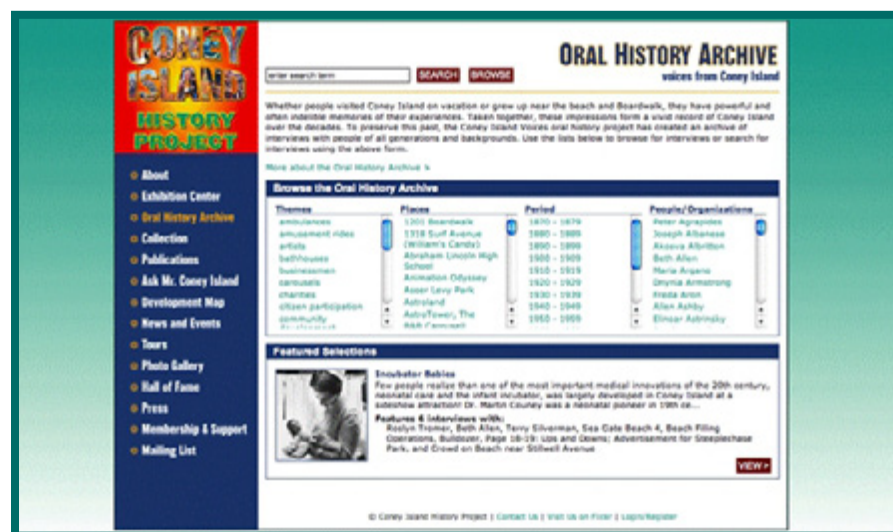 CONEY
ISLAND
HISTORY
PROJECT
About
Exhibition Center
Oral History Archive
Collection
Publications
Ask Mr. Coney Island
Development Map
News and Events
Tours
Photo Gallery
Hall of Fame
Press
Membership & Support
Mailing List
ORAL HISTORY ARCHIVE
voices from Coney Island
enter search term
SEARCH
BROWSE
Whether people visited Coney Island on vacation or grew up near the beach and Boardwalk, they have powerful and
often indelible memories of their experiences. Taken together, these impressions form a vivid record of Coney Island
over the decades. To preserve this past, the Coney Island Voices oral history project has created an archive of
interviews with people of all generations and backgrounds. Use the lists below to browse for interviews or search for
interviews using the above form.
More about the Oral History Archive »
Browse the Oral History Archive
Themes
ambulances
amusement rides
artists
bathhouses
businessmen
carousels
charities
citizen participation
community
development
Places
1201 Boardwalk
1318 Surf Avenue
(William's Candy)
Abraham Lincoln High
School
Animation Odyssey
Asser Levy Park
Astroland
AstroTower, The
B&B Carousel
Period
1870 - 1879
1880 - 1889
1890 - 1899
1900 - 1909
1910 - 1919
1920 - 1929
1930 - 1939
1940 - 1949
1950 - 1959
People/Organizations
Peter Agrapides
Joseph Albanese
Akosva Albritton
Beth Allen
Maria Argano
Dmynia Armstrong
Freda Aron
Allen Ashby
Elinoar Astrinsky
Featured Selections
Incubator Babies
Few people realize than one of the most important medical innovations of the 20th century,
neonatal care and the infant incubator, was largely developed in Coney Island at a
sideshow attraction! Dr. Martin Couney was a neonatal pioneer in 19th ce...
Features 6 interviews with:
Roslyn Tromer, Beth Allen, Terry Silverman, Sea Gate Beach 4, Beach Filling
Operations, Bulldozer, Page 18-19: Ups and Downs; Advertisement for Steeplechase
Park, and Crowd on Beach near Stillwell Avenue
VIEW »
© Coney Island History Project | Contact Us | Visit Us on Flickr | Login/Register